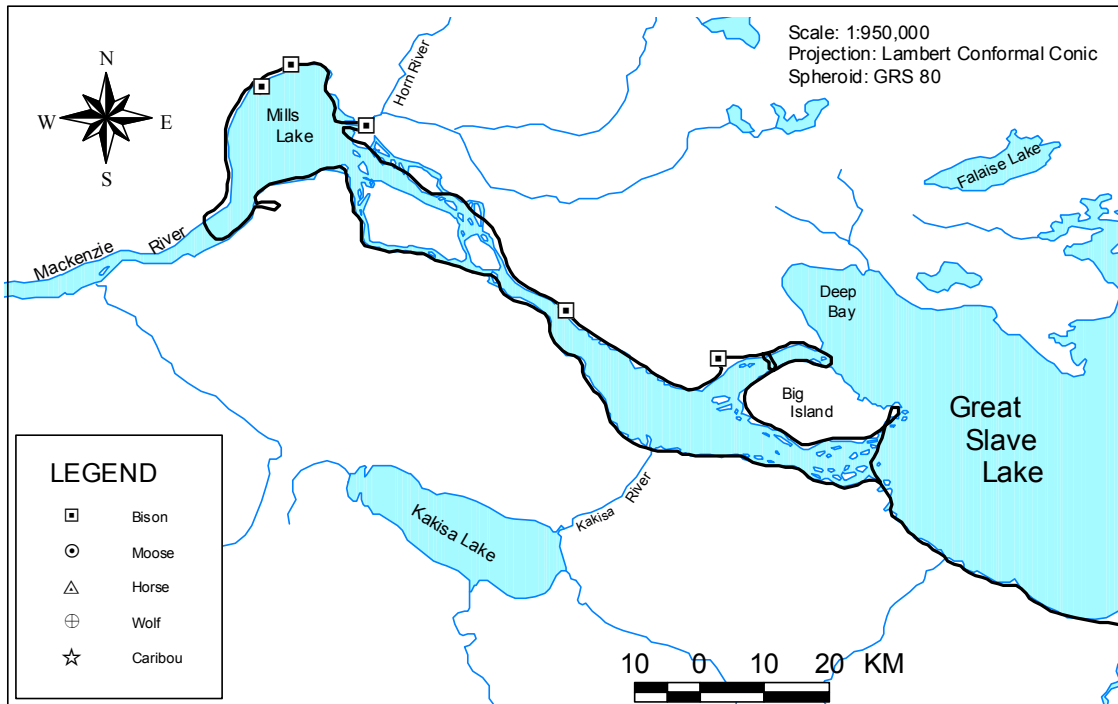 Scale: 1:950,000
Projection: Lambert Conformal Conic
Spheroid: GRS 80
N
W
E
S
Horn River
Mills
Lake
Falaise Lake
Mackenzie River
Deep
Bay
Big
Island
Great
Slave
Lake
Kakisa River
Kakisa Lake
LEGEND
Bison
Moose
Horse
Wolf
Caribou
10 0 10 20 KM